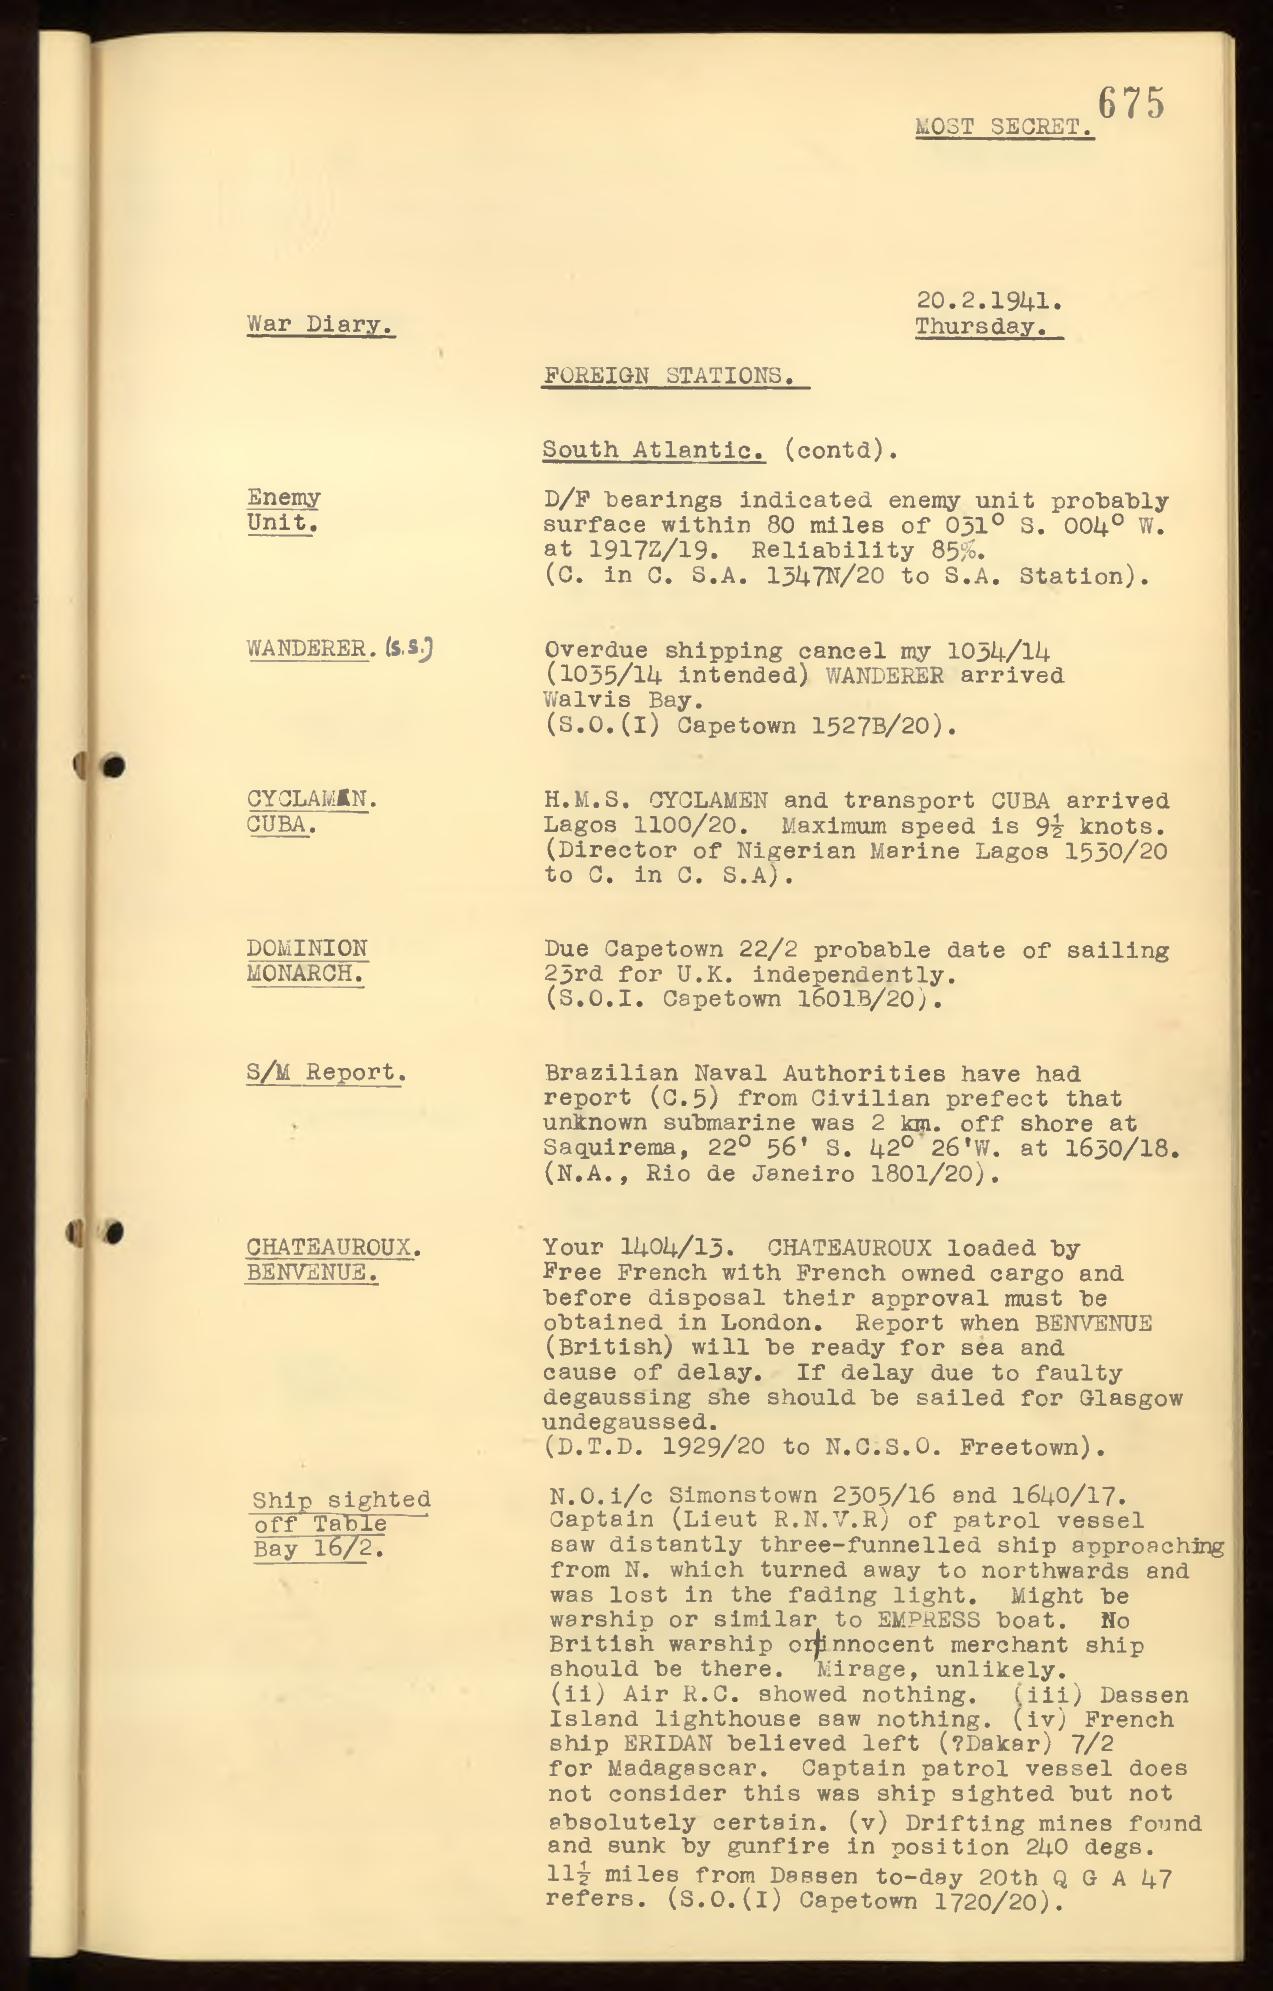 675
MOST SECRET.
20.2.1941.
War Diary.
Thursday.
FOREIGN STATIONS.
South Atlantic. (contd).
Enemy
Unit.
D/F bearings indicated enemy unit probably
surface within 80 miles of 031° S. 004° W.
at 1917Z/19. Reliability 85%.
(C. in C. S.A. 1347N/20 to S.A. Station).
WANDERER. (s.s.)
Overdue shipping cancel my 1034/14
(1035/14 intended) WANDERER arrived
Walvis Bay.
(S.O.(I) Capetown 1527B/20).
CYCLAMEN.
CUBA.
H.M.S. CYCLAMEN and transport CUBA arrived
Lagos 1100/20. Maximum speed is 9½ knots.
(Director of Nigerian Marine Lagos 1530/20
to C. in C. S.A).
DOMINION
MONARCH.
Due Capetown 22/2 probable date of sailing
23rd for U.K. independently.
(S.O.I. Capetown 1601B/20).
S/M Report.
Brazilian Naval Authorities have had
report (C.5) from Civilian prefect that
unknown submarine was 2 km. off shore at
Saquirema, 22° 56' S. 42° 26'W. at 1630/18.
(N.A., Rio de Janeiro 1801/20).
CHATEAUROUX.
BENVENUE.
Your 1404/13. CHATEAUROUX loaded by
Free French with French owned cargo and
before disposal their approval must be
obtained in London. Report when BENVENUE
(British) will be ready for sea and
cause of delay. If delay due to faulty
degaussing she should be sailed for Glasgow
undegaussed.
(D.T.D. 1929/20 to N.C.S.O. Freetown).
Ship sighted
off Table
Bay 16/2.
N.O.i/c Simonstown 2305/16 and 1640/17.
Captain (Lieut R.N.V.R) of patrol vessel
saw distantly three-funnelled ship approaching
from N. which turned away to northwards and
was lost in the fading light. Might be
warship or similar to EMPRESS boat. No
British warship or innocent merchant ship
should be there. Mirage, unlikely.
(ii) Air R.C. showed nothing. (iii) Dassen
Island lighthouse saw nothing. (iv) French
ship ERIDAN believed left (?Dakar) 7/2
for Madagascar. Captain patrol vessel does
not consider this was ship sighted but not
absolutely certain. (v) Drifting mines found
and sunk by gunfire in position 240 degs.
11½ miles from Dassen to-day 20th Q G A 47
refers. (S.O.(I) Capetown 1720/20).